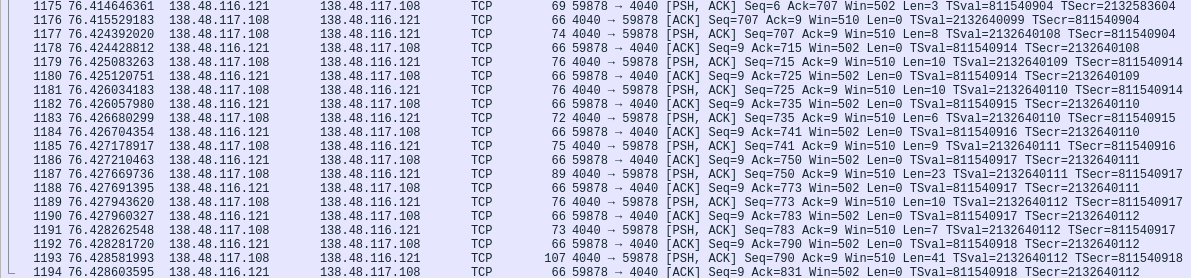 1175 76.414646361 138.48.116.121 138.48.117.108 TCP 69 59878 → 4040 [PSH, ACK] Seq=6 Ack=707 Win=502 Len=3 TSval=811540904 TSecr=2132583604
1176 76.415529183 138.48.117.108 138.48.116.121 TCP 66 4040 → 59878 [ACK] Seq=707 Ack=9 Win=510 Len=0 TSval=2132640099 TSecr=811540904
1177 76.424392020 138.48.117.108 138.48.116.121 TCP 74 4040 → 59878 [PSH, ACK] Seq=707 Ack=9 Win=510 Len=8 TSval=2132640108 TSecr=811540904
1178 76.424428812 138.48.116.121 138.48.117.108 TCP 66 59878 → 4040 [ACK] Seq=9 Ack=715 Win=502 Len=0 TSval=811540914 TSecr=2132640108
1179 76.425083263 138.48.117.108 138.48.116.121 TCP 76 4040 → 59878 [PSH, ACK] Seq=715 Ack=9 Win=510 Len=10 TSval=2132640109 TSecr=811540914
1180 76.425120751 138.48.116.121 138.48.117.108 TCP 66 59878 → 4040 [ACK] Seq=9 Ack=725 Win=502 Len=0 TSval=811540914 TSecr=2132640109
1181 76.426034183 138.48.117.108 138.48.116.121 TCP 76 4040 → 59878 [PSH, ACK] Seq=725 Ack=9 Win=510 Len=10 TSval=2132640110 TSecr=811540914
1182 76.426057980 138.48.116.121 138.48.117.108 TCP 66 59878 → 4040 [ACK] Seq=9 Ack=735 Win=502 Len=0 TSval=811540915 TSecr=2132640110
1183 76.426680299 138.48.117.108 138.48.116.121 TCP 72 4040 → 59878 [PSH, ACK] Seq=735 Ack=9 Win=510 Len=6 TSval=2132640110 TSecr=811540915
1184 76.426704354 138.48.116.121 138.48.117.108 TCP 66 59878 → 4040 [ACK] Seq=9 Ack=741 Win=502 Len=0 TSval=811540916 TSecr=2132640110
1185 76.427178917 138.48.117.108 138.48.116.121 TCP 75 4040 → 59878 [PSH, ACK] Seq=741 Ack=9 Win=510 Len=9 TSval=2132640111 TSecr=811540916
1186 76.427210463 138.48.116.121 138.48.117.108 TCP 66 59878 → 4040 [ACK] Seq=9 Ack=750 Win=502 Len=0 TSval=811540917 TSecr=2132640111
1187 76.427669736 138.48.117.108 138.48.116.121 TCP 89 4040 → 59878 [PSH, ACK] Seq=750 Ack=9 Win=510 Len=23 TSval=2132640111 TSecr=811540917
1188 76.427691395 138.48.116.121 138.48.117.108 TCP 66 59878 → 4040 [ACK] Seq=9 Ack=773 Win=502 Len=0 TSval=811540917 TSecr=2132640111
1189 76.427943620 138.48.117.108 138.48.116.121 TCP 76 4040 → 59878 [PSH, ACK] Seq=773 Ack=9 Win=510 Len=10 TSval=2132640112 TSecr=811540917
1190 76.427960327 138.48.116.121 138.48.117.108 TCP 66 59878 → 4040 [ACK] Seq=9 Ack=783 Win=502 Len=0 TSval=811540917 TSecr=2132640112
1191 76.428262548 138.48.117.108 138.48.116.121 TCP 73 4040 → 59878 [PSH, ACK] Seq=783 Ack=9 Win=510 Len=7 TSval=2132640112 TSecr=811540917
1192 76.428281720 138.48.116.121 138.48.117.108 TCP 66 59878 → 4040 [ACK] Seq=9 Ack=790 Win=502 Len=0 TSval=811540918 TSecr=2132640112
1193 76.428581993 138.48.117.108 138.48.116.121 TCP 107 4040 → 59878 [PSH, ACK] Seq=790 Ack=9 Win=510 Len=41 TSval=2132640112 TSecr=811540918
1194 76.428603595 138.48.116.121 138.48.117.108 TCP 66 59878 → 4040 [ACK] Seq=9 Ack=831 Win=502 Len=0 TSval=811540918 TSecr=2132640112